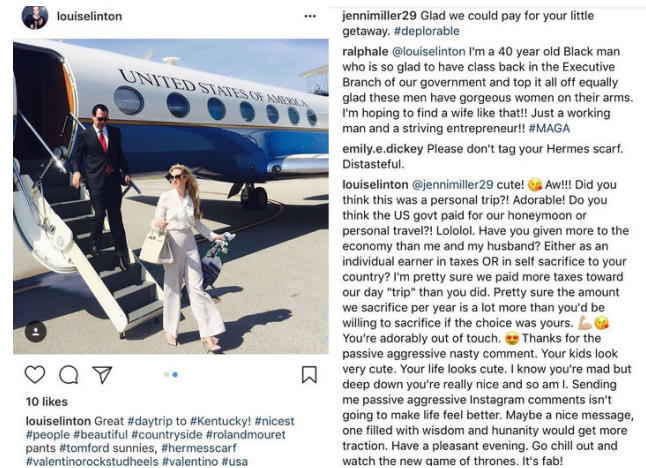 louiselinton
UNITED STATES OF AMERICA
10 likes
louiselinton Great #daytrip to #Kentucky! #nicest
#people #beautiful #countryside #rolandmouret
pants #tomford sunnies, #hermesscarf
#valentinorockstudheels #valentino #usa
jennimiller29 Glad we could pay for your little
getaway. #deplorable
ralphale @louiselinton I'm a 40 year old Black man
who is so glad to have class back in the Executive
Branch of our government and top it all off equally
glad these men have gorgeous women on their arms.
I'm hoping to find a wife like that!! Just a working
man and a striving entrepreneur!! #MAGA
emily.e.dickey Please don't tag your Hermes scarf.
Distasteful.
louiselinton @jennimiller29 cute! 😘 Aw!!! Did you
think this was a personal trip?! Adorable! Do you
think the US govt paid for our honeymoon or
personal travel?! Lololol. Have you given more to the
economy than me and my husband? Either as an
individual earner in taxes OR in self sacrifice to your
country? I'm pretty sure we paid more taxes toward
our day "trip" than you did. Pretty sure the amount
we sacrifice per year is a lot more than you'd be
willing to sacrifice if the choice was yours. 💪🏼😘
You're adorably out of touch. 😍 Thanks for the
passive aggressive nasty comment. Your kids look
very cute. Your life looks cute. I know you're mad but
deep down you're really nice and so am I. Sending
me passive aggressive Instagram comments isn't
going to make life feel better. Maybe a nice message,
one filled with wisdom and hunanity would get more
traction. Have a pleasant evening. Go chill out and
watch the new game of thrones. It's fab!